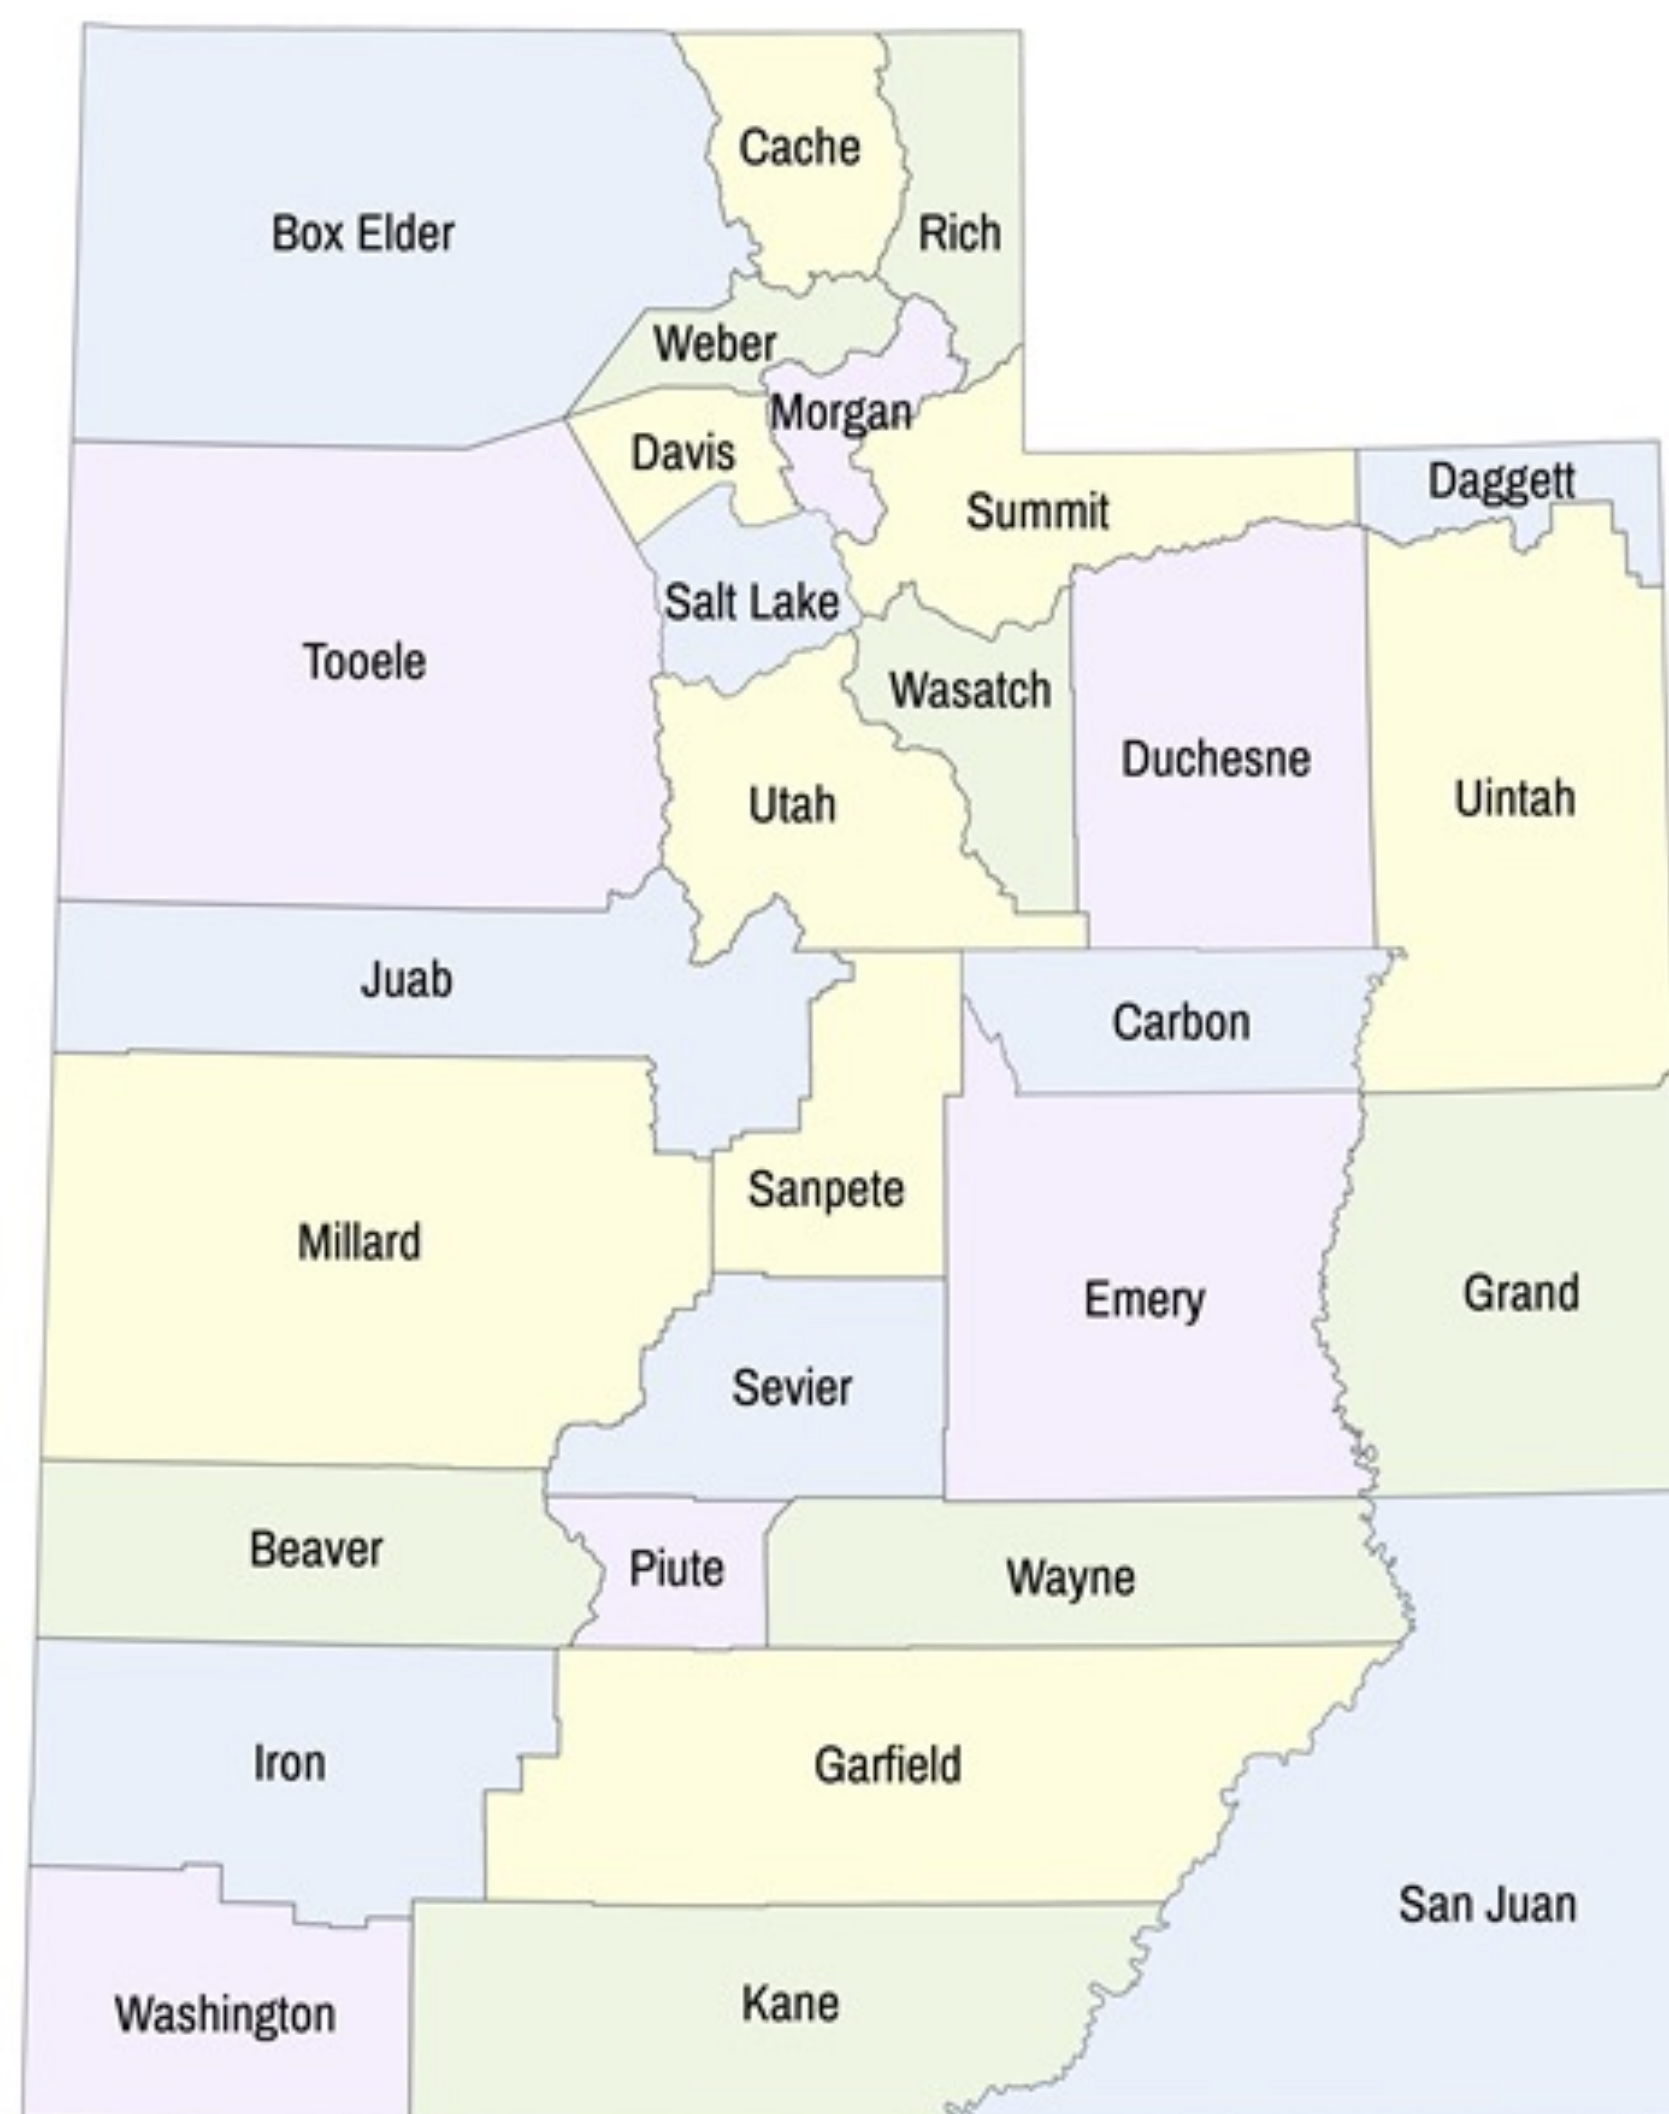 Cache
Box Elder
Rich
Weber
Morgan
Davis
Daggett
Summit
Salt Lake
Tooele
Wasatch
Duchesne
Uintah
Utah
Juab
Carbon
Sanpete
Millard
Emery
Grand
Sevier
Beaver
Piute
Wayne
Iron
Garfield
San Juan
Washington
Kane